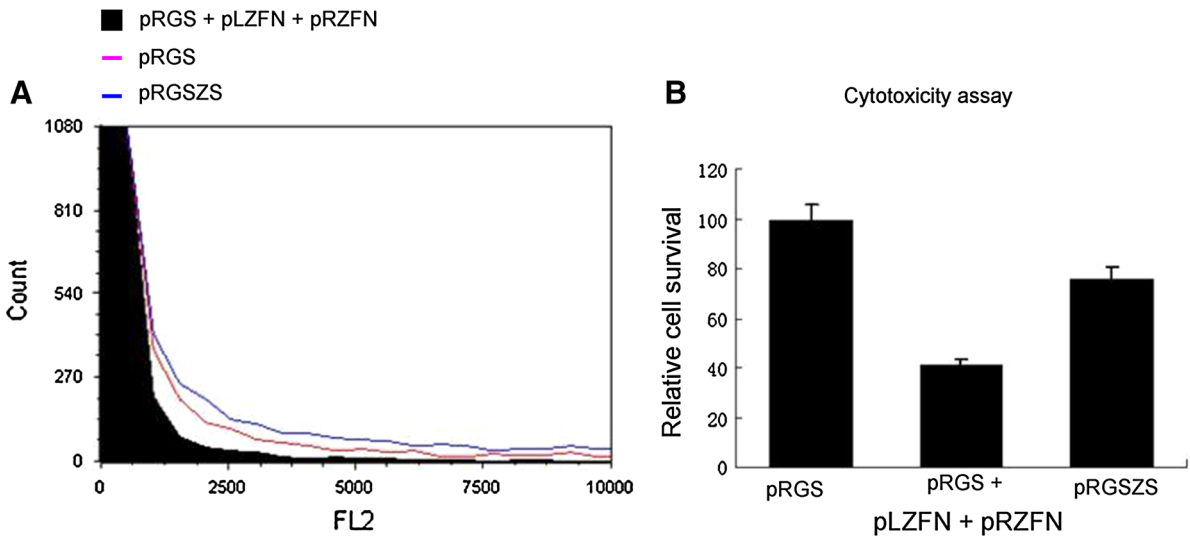 pRGS + pLZFN + pRZFN
pRGS
pRGSZS
A
1080
810
540
270
0
Count
0 2500 5000 7500 10000
FL2
B
Cytotoxicity assay
120
100
80
60
40
20
0
Relative cell survival
pRGS
pRGS +
pRGSZS
pLZFN + pRZFN